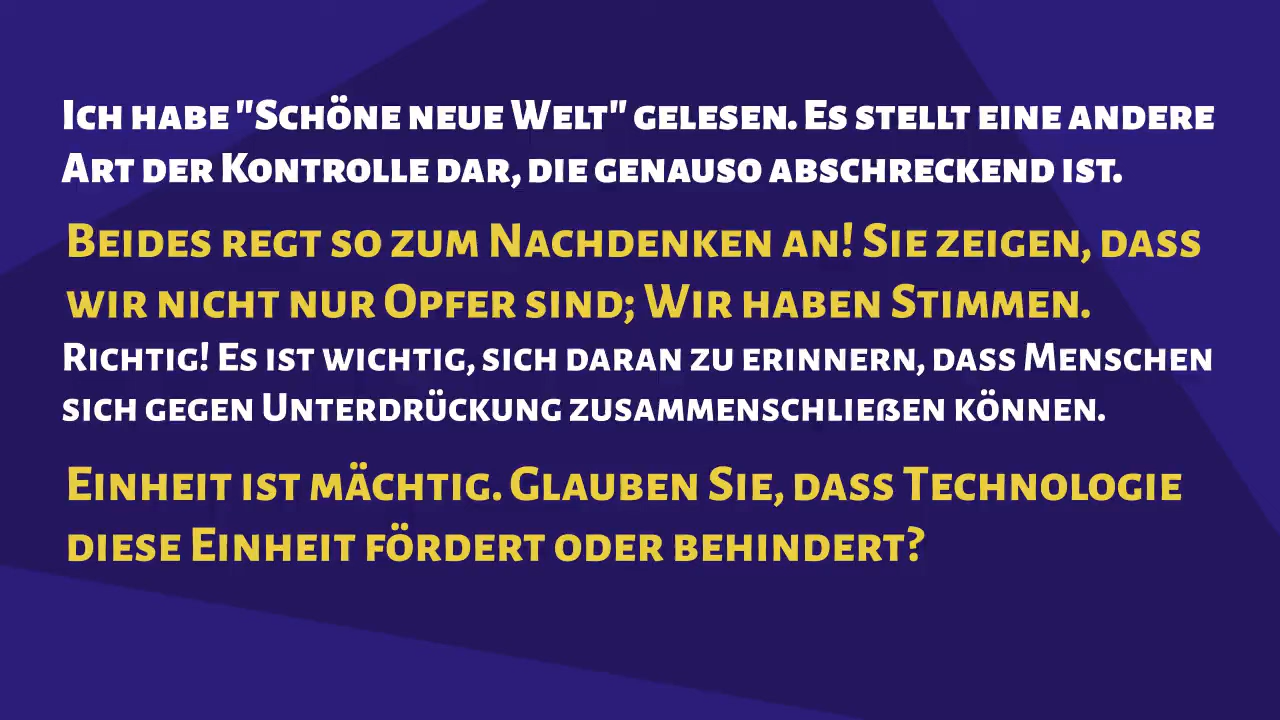 Ich habe "Schöne neue Welt" gelesen. Es stellt eine andere
Art der Kontrolle dar, die genauso abschreckend ist.
Beides regt so zum Nachdenken an! Sie zeigen, dass
wir nicht nur Opfer sind; Wir haben Stimmen.
Richtig! Es ist wichtig, sich daran zu erinnern, dass Menschen
sich gegen Unterdrückung zusammenschließen können.
Einheit ist mächtig. Glauben Sie, dass Technologie
diese Einheit fördert oder behindert?